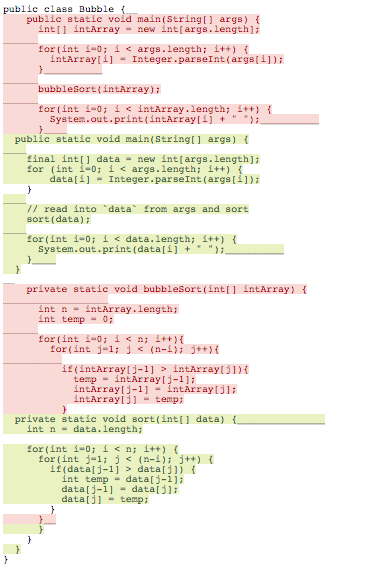 public class Bubble {
public static void main(String[] args) {
int[] intArray = new int[args.length];
for(int i=0; i < args.length; i++) {
intArray[i] = Integer.parseInt(args[i]);
}
bubbleSort(intArray);
for(int i=0; i < intArray.length; i++) {
System.out.print(intArray[i] + " ");
}
public static void main(String[] args) {
final int[] data = new int[args.length];
for (int i=0; i < args.length; i++) {
data[i] = Integer.parseInt(args[i]);
}
// read into `data` from args and sort
sort(data);
for(int i=0; i < data.length; i++) {
System.out.print(data[i] + " ");
}
}
private static void bubbleSort(int[] intArray) {
int n = intArray.length;
int temp = 0;
for(int i=0; i < n; i++){
for(int j=1; j < (n-i); j++){
if(intArray[j-1] > intArray[j]){
temp = intArray[j-1];
intArray[j-1] = intArray[j];
intArray[j] = temp;
}
private static void sort(int[] data) {
int n = data.length;
for(int i=0; i < n; i++) {
for(int j=1; j < (n-i); j++) {
if(data[j-1] > data[j]) {
int temp = data[j-1];
data[j-1] = data[j];
data[j] = temp;
}
}
}
}
}
}